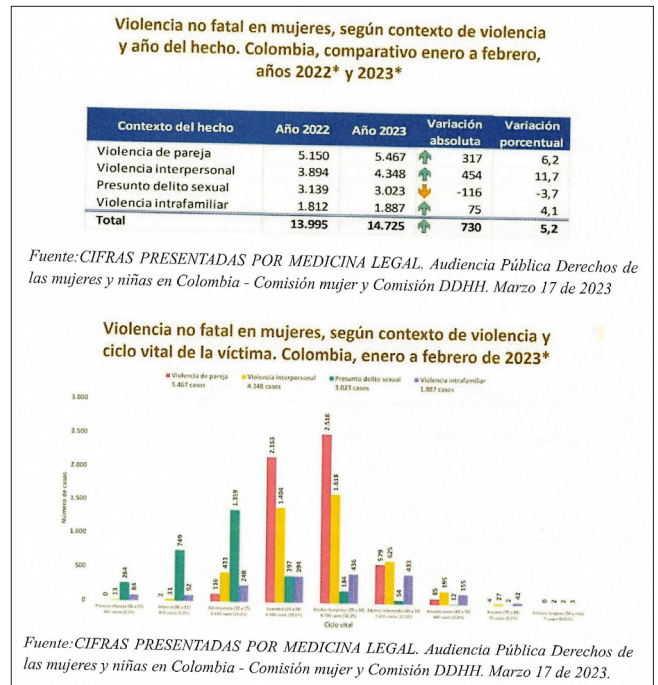 Violencia no fatal en mujeres, según contexto de violencia
y año del hecho. Colombia, comparativo enero a febrero,
años 2022* y 2023*
Contexto del hecho Año 2022 Año 2023 Variación absoluta Variación porcentual
Violencia de pareja 5.150 5.467 317 6,2
Violencia interpersonal 3.894 4.348 454 11,7
Presunto delito sexual 3.139 3.023 -116 -3,7
Violencia intrafamiliar 1.812 1.887 75 4,1
Total 13.995 14.725 730 5,2
Fuente:CIFRAS PRESENTADAS POR MEDICINA LEGAL. Audiencia Pública Derechos de
las mujeres y niñas en Colombia - Comisión mujer y Comisión DDHH. Marzo 17 de 2023
Violencia no fatal en mujeres, según contexto de violencia y
ciclo vital de la víctima. Colombia, enero a febrero de 2023*
Violencia de pareja Violencia interpersonal Presunto delito sexual Violencia intrafamiliar
5.467 casos 4.348 casos 3.023 casos 1.887 casos
Número de casos
3.000
2.500
2.000
1.500
1.000
500
0
0 13 264 84
2 31 749 92
116 433 1.359 248
2.163 1.404 397 394
2.516 1.618 184 436
579 625 54 433
85 195 12 155
4 27 2 42
0 2 2 3
Primera infancia
Infancia
Adolescencia
Juventud
Ciclo vital
Fuente:CIFRAS PRESENTADAS POR MEDICINA LEGAL. Audiencia Pública Derechos de
las mujeres y niñas en Colombia - Comisión mujer y Comisión DDHH. Marzo 17 de 2023.